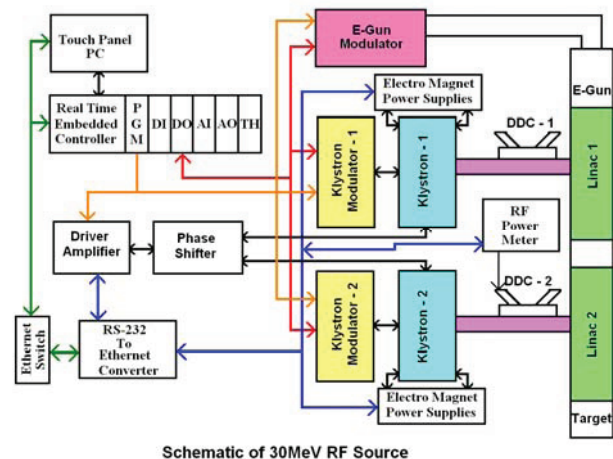 Touch Panel
PC
E-Gun
Modulator
Real Time
Embedded
Controller
P
G
M
DI
DO
AI
AO
TH
Electro Magnet
Power Supplies
E-Gun
Klystron
Modulator - 1
Klystron - 1
DDC - 1
Linac 1
Driver
Amplifier
Phase
Shifter
RF
Power
Meter
Ethernet
Switch
RS-232
To
Ethernet
Converter
Klystron
Modulator - 2
Klystron - 2
DDC - 2
Linac 2
Electro Magnet
Power Supplies
Target
Schematic of 30MeV RF Source